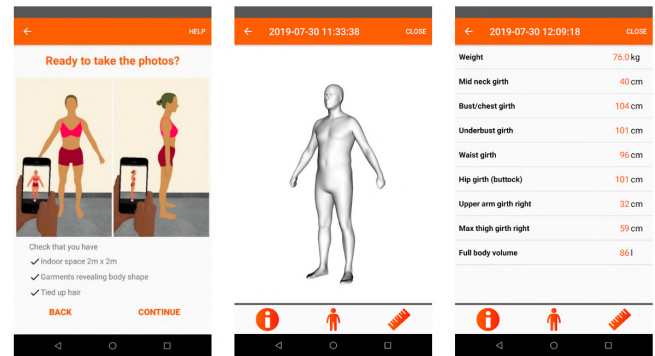 HELP
Ready to take the photos?
Check that you have
Indoor space 2m x 2m
Garments revealing body shape
Tied up hair
BACK CONTINUE
2019-07-30 11:33:38 CLOSE
2019-07-30 12:09:18 CLOSE
Weight 76.0 kg
Mid neck girth 40 cm
Bust/chest girth 104 cm
Underbust girth 101 cm
Waist girth 96 cm
Hip girth (buttock) 101 cm
Upper arm girth right 32 cm
Max thigh girth right 59 cm
Full body volume 86 l